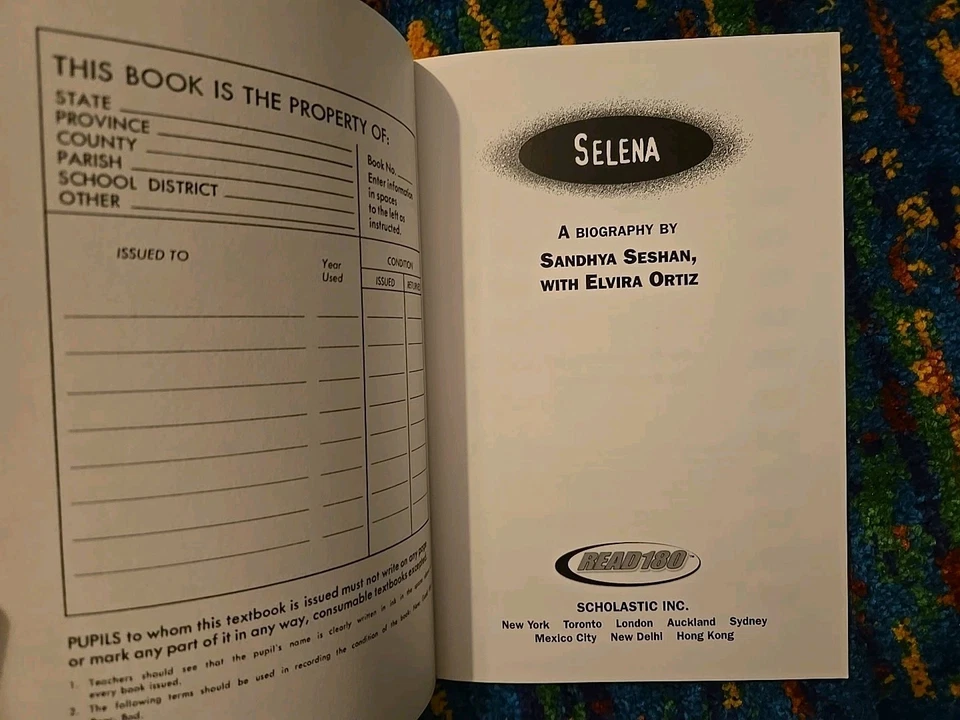 THIS BOOK IS THE PROPERTY OF:
STATE
PROVINCE
COUNTY
PARISH
SCHOOL DISTRICT
OTHER
Book No.
Enter information
in spaces
to the left as
instructed.
ISSUED TO
Year
Used
CONDITION
ISSUED
PUPILS to whom this textbook is issued must not write on any page
or mark any part of it in any way, consumable textbooks excepted.
1. Teachers should see that the pupil's name is clearly written in ink in the
every book issued.
2. The following terms should be used in recording the condition of the book:
Bad.
SELENA
A BIOGRAPHY BY
SANDHYA SESHAN,
WITH ELVIRA ORTIZ
READ 180
SCHOLASTIC INC.
New York Toronto London Auckland Sydney
Mexico City New Delhi Hong Kong